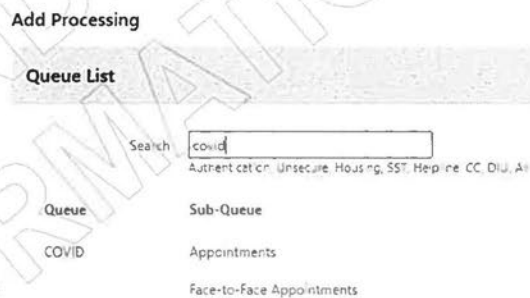 Add Processing
Queue List
Search covid
Authentication, Unsecure, Housing, SST, Helpline, CC, DIU,
Queue Sub-Queue
COVID Appointments
Face-to-Face Appointments